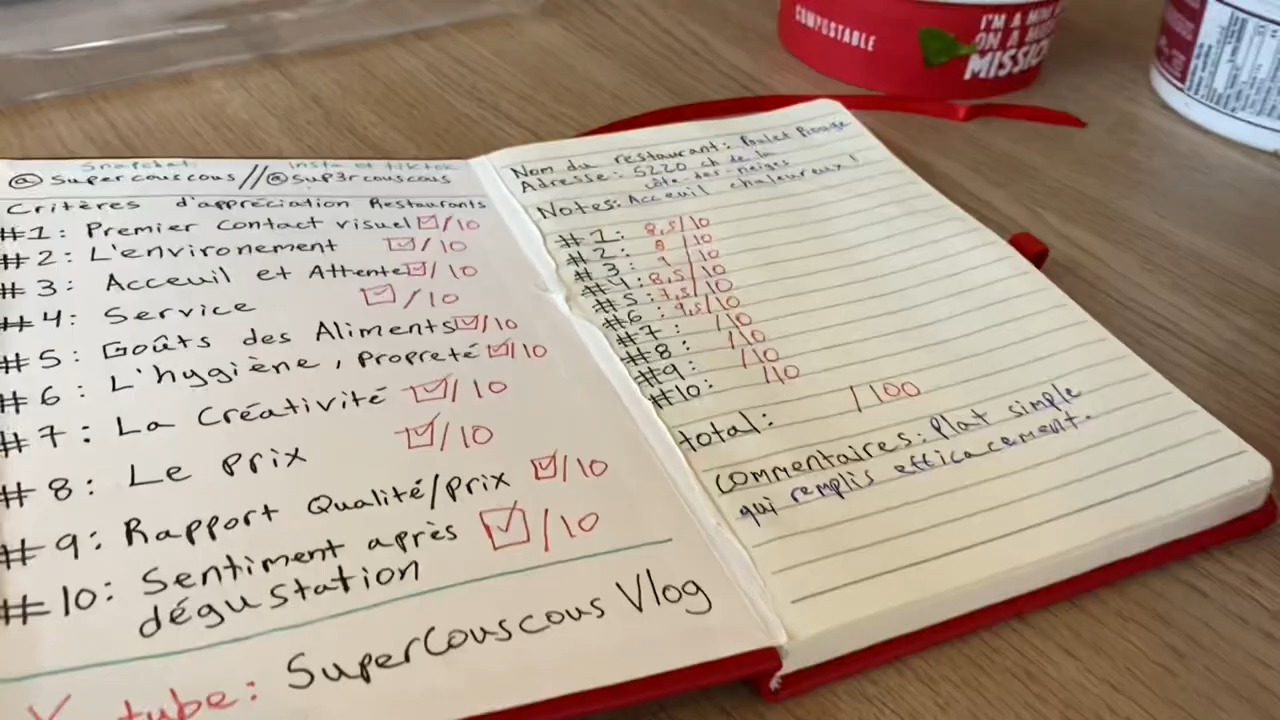 COMPOSTABLE
I'M A
ON A
MISSION
Snapchat Insta et tiktok
@supercouscous//@sup3rcouscous
Critères d'appréciation Restaurants
#1: Premier contact visuel ☑/10
#2: L'environement ☑/10
#3: Acceuil et Attente ☑/10
#4: Service ☑/10
#5: Goûts des Aliments ☑/10
#6: L'hygiène, Propreté ☑/10
#7: La Créativité ☑/10
#8: Le Prix ☑/10
#9: Rapport Qualité/prix ☑/10
#10: Sentiment après ☑/10
dégustation
tube: SuperCouscous Vlog
Nom du restaurant: Poulet Rouge
Adresse: 5220 ch de la
côte-des-neiges
Notes: Acceuil chaleureux!
#1: 8,5/10
#2: 8/10
#3: 9/10
#4: 8,5/10
#5: 7,5/10
#6: 9,5/10
#7: /10
#8: /10
#9: /10
#10: /10
total: /100
commentaires: Plat simple
qui remplis efficacement.